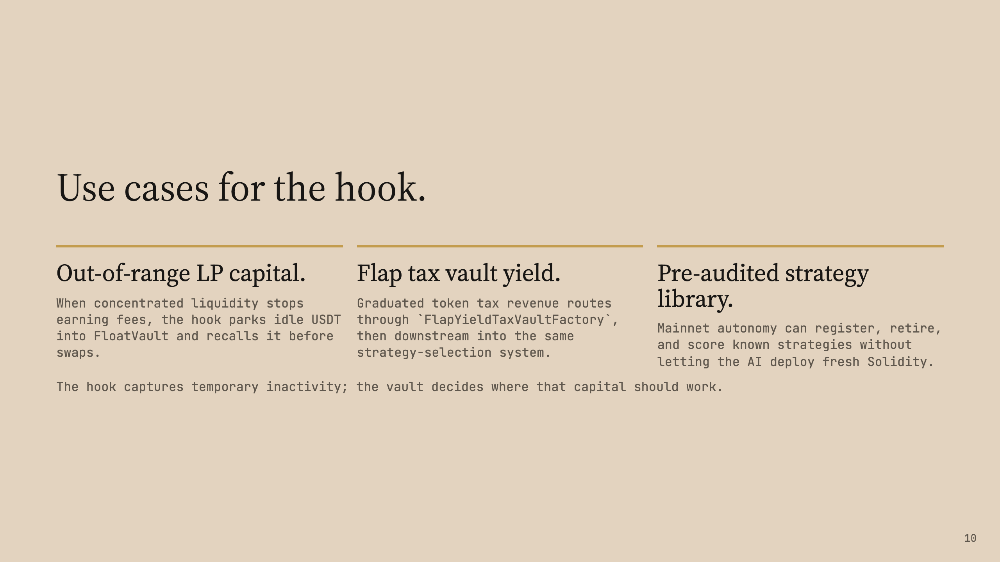 Use cases for the hook.
Out-of-range LP capital.
When concentrated liquidity stops
earning fees, the hook parks idle USDT
into FloatVault and recalls it before
swaps.
Flap tax vault yield.
Graduated token tax revenue routes
through `FlapYieldTaxVaultFactory`,
then downstream into the same
strategy-selection system.
Pre-audited strategy
library.
Mainnet autonomy can register, retire,
and score known strategies without
letting the AI deploy fresh Solidity.
The hook captures temporary inactivity; the vault decides where that capital should work.
10